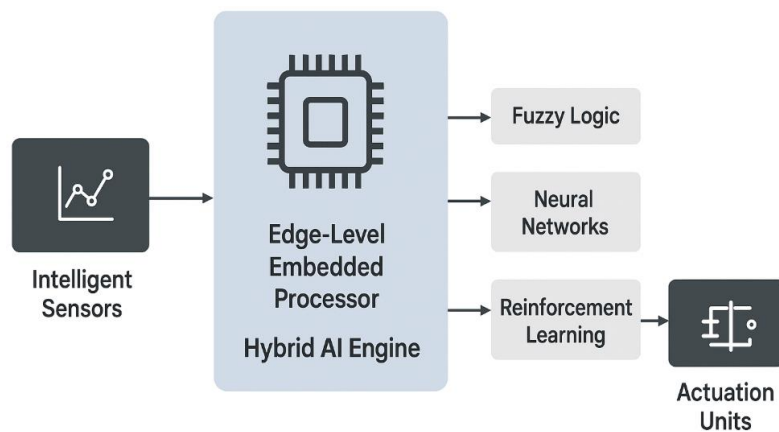 Intelligent
Sensors
Edge-Level
Embedded
Processor
Hybrid AI Engine
Fuzzy Logic
Neural
Networks
Reinforcement
Learning
Actuation
Units